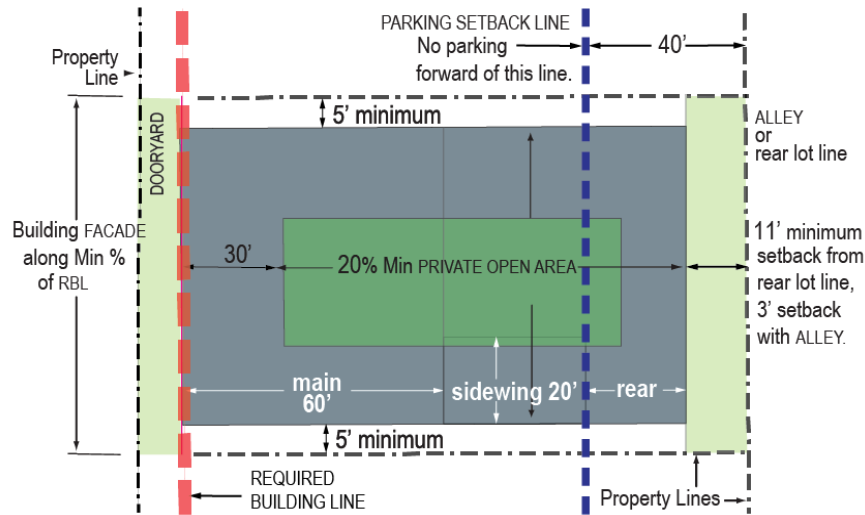 PARKING SETBACK LINE
No parking
forward of this line.
40’
Property
Line
5’ minimum
ALLEY
or
rear lot line
DOORYARD
Building FACADE
along Min %
of RBL
30’
20% Min PRIVATE OPEN AREA
11’ minimum
setback from
rear lot line,
3’ setback
with ALLEY.
main
60’
sidewing 20’
rear
5’ minimum
REQUIRED
BUILDING LINE
Property Lines